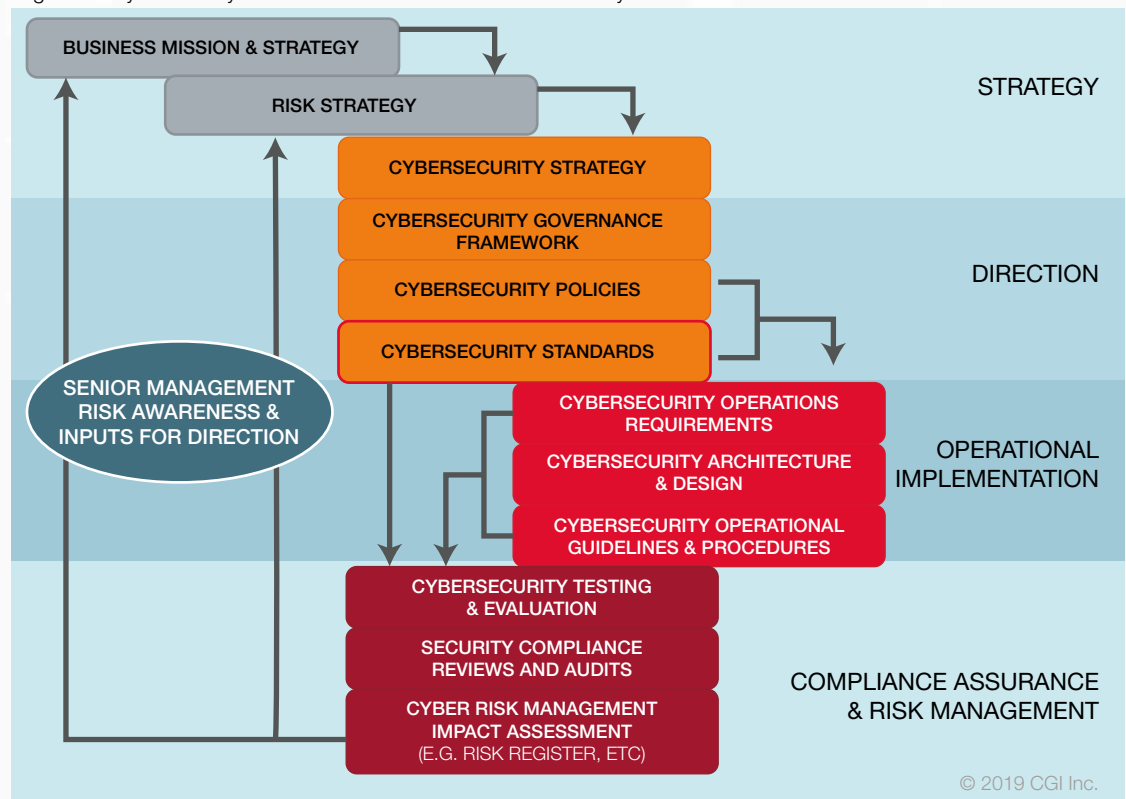 BUSINESS MISSION & STRATEGY
RISK STRATEGY
STRATEGY
CYBERSECURITY STRATEGY
CYBERSECURITY GOVERNANCE
FRAMEWORK
CYBERSECURITY POLICIES
DIRECTION
CYBERSECURITY STANDARDS
SENIOR MANAGEMENT
RISK AWARENESS &
INPUTS FOR DIRECTION
CYBERSECURITY OPERATIONS
REQUIREMENTS
CYBERSECURITY ARCHITECTURE
& DESIGN
OPERATIONAL
IMPLEMENTATION
CYBERSECURITY OPERATIONAL
GUIDELINES & PROCEDURES
CYBERSECURITY TESTING
& EVALUATION
SECURITY COMPLIANCE
REVIEWS AND AUDITS
CYBER RISK MANAGEMENT
IMPACT ASSESSMENT
(E.G. RISK REGISTER, ETC)
COMPLIANCE ASSURANCE
& RISK MANAGEMENT
© 2019 CGI Inc.